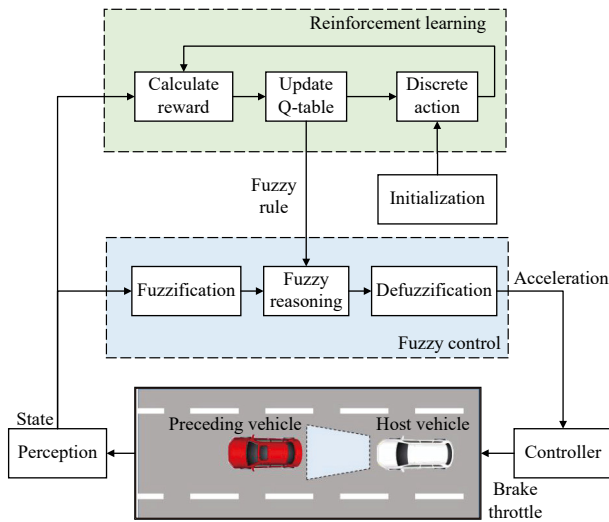 Reinforcement learning
Calculate
reward
Update
Q-table
Discrete
action
Initialization
Fuzzy
rule
Fuzzification
Fuzzy
reasoning
Defuzzification
Acceleration
Fuzzy control
State
Perception
Preceding vehicle
Host vehicle
Controller
Brake
throttle